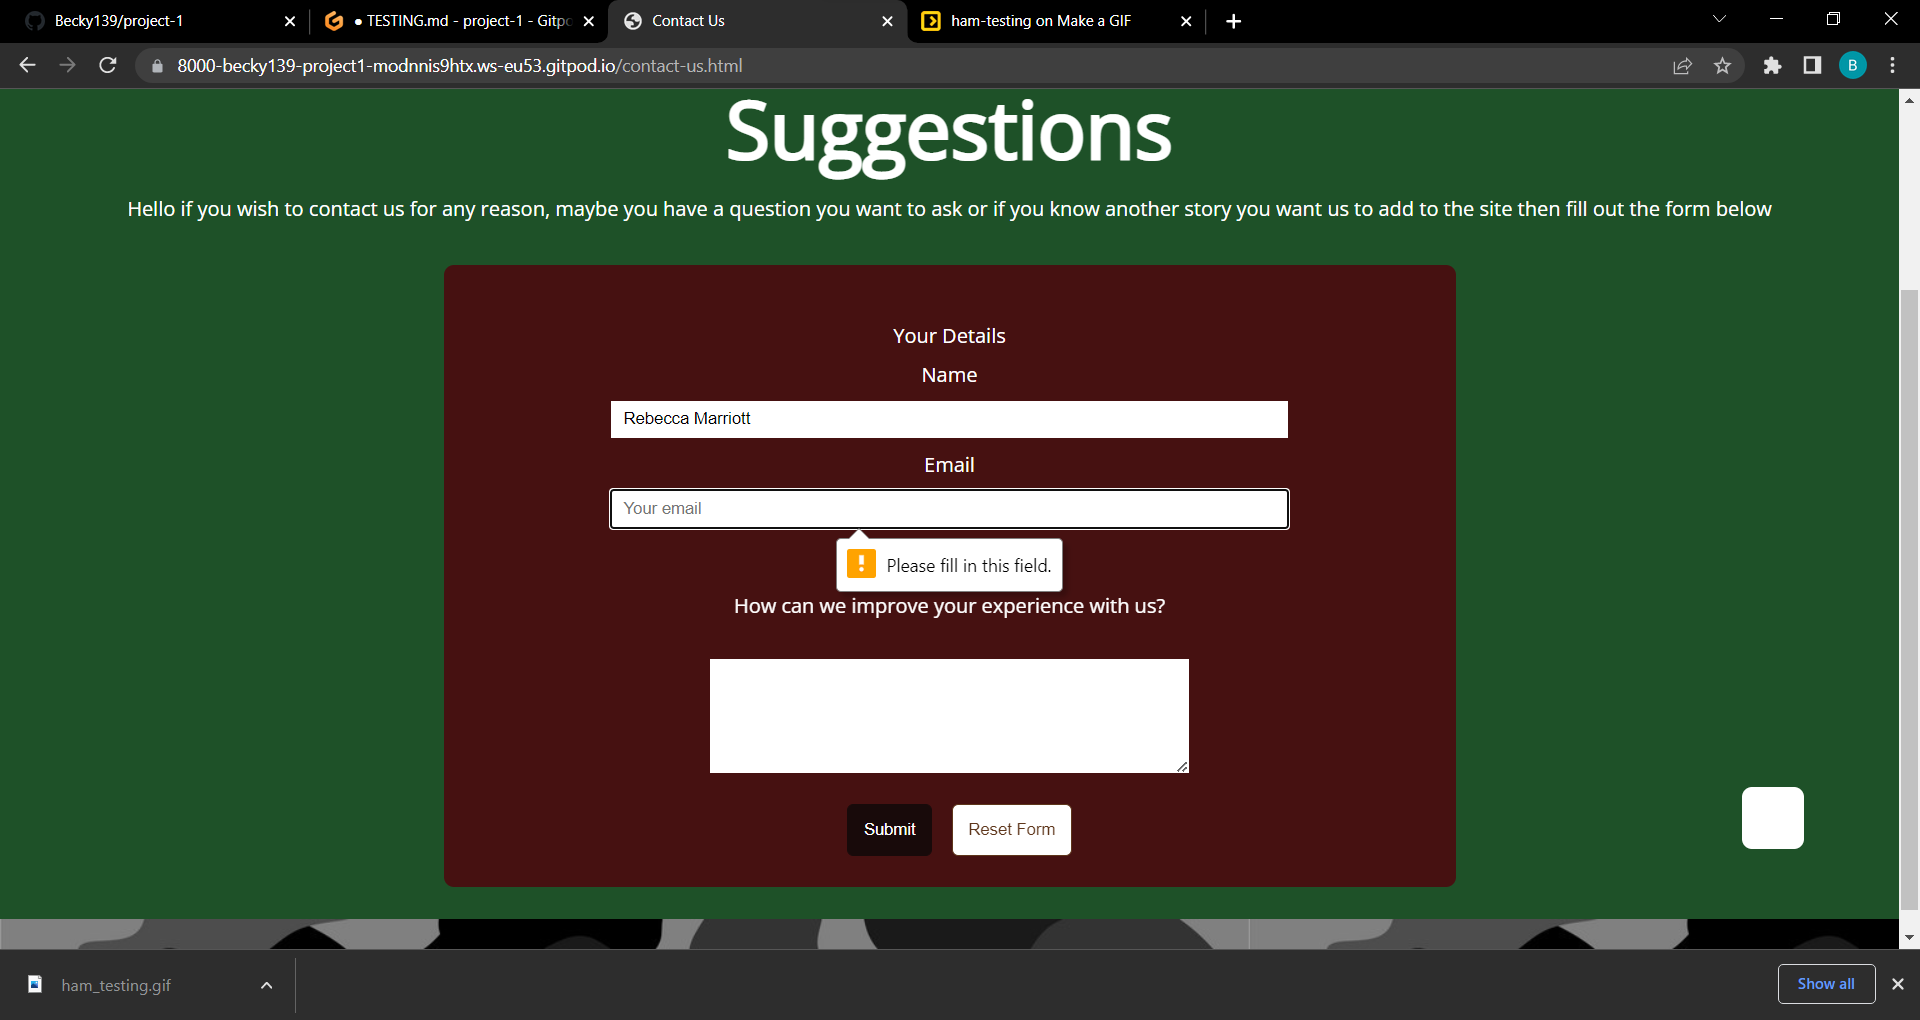 Becky139/project-1
● TESTING.md - project-1 - Gitpo
Contact Us
ham-testing on Make a GIF
8000-becky139-project1-modnnis9htx.ws-eu53.gitpod.io/contact-us.html
B
Suggestions
Hello if you wish to contact us for any reason, maybe you have a question you want to ask or if you know another story you want us to add to the site then fill out the form below
Your Details
Name
Rebecca Marriott
Email
Your email
Please fill in this field.
How can we improve your experience with us?
Submit
Reset Form
ham_testing.gif
Show all